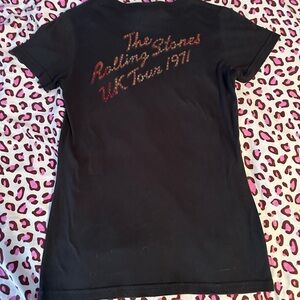 The
Rolling Stones
UK Tour 1971